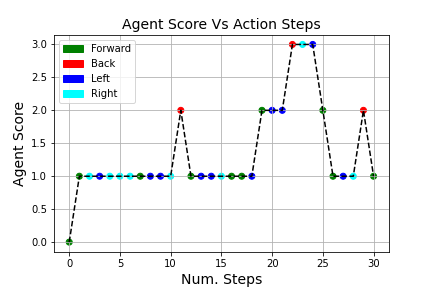 Agent Score Vs Action Steps
Agent Score
3.0
2.5
2.0
1.5
1.0
0.5
0.0
Forward
Back
Left
Right
0 5 10 15 20 25 30
Num. Steps